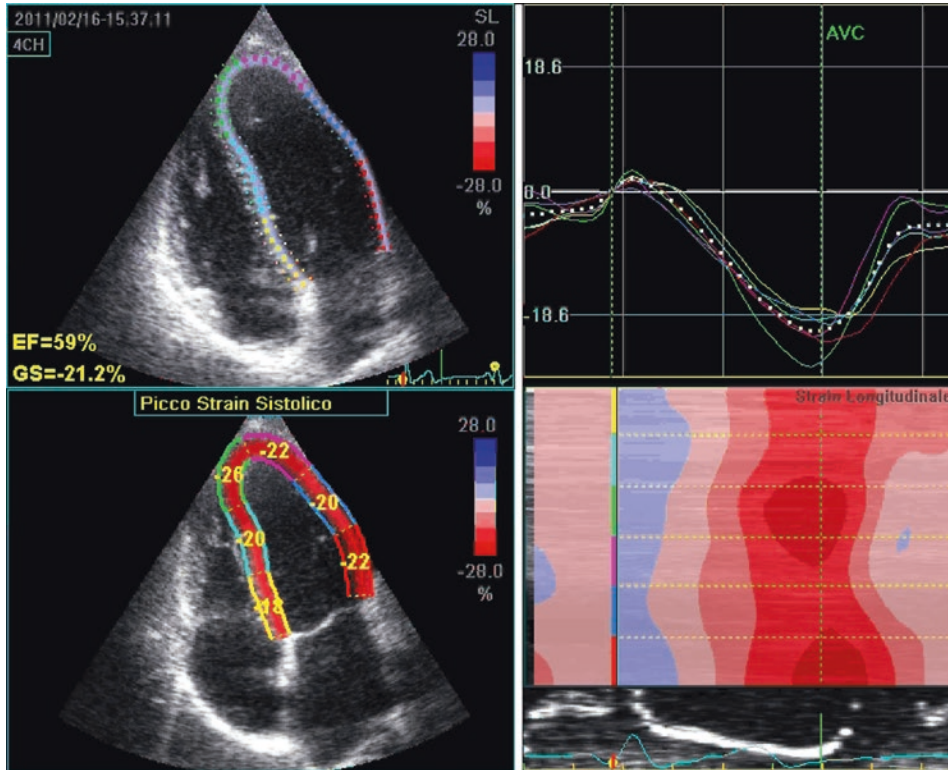 2011/02/16-15.37.11
4CH
SL
28.0
-28.0
%
EF=59%
GS=-21.2%
AVC
18.6
0.0
-18.6
Picco Strain Sistolico
28.0
-28.0
%
-22
-26
-20
-20
-22
-18
Strain Longitudinale